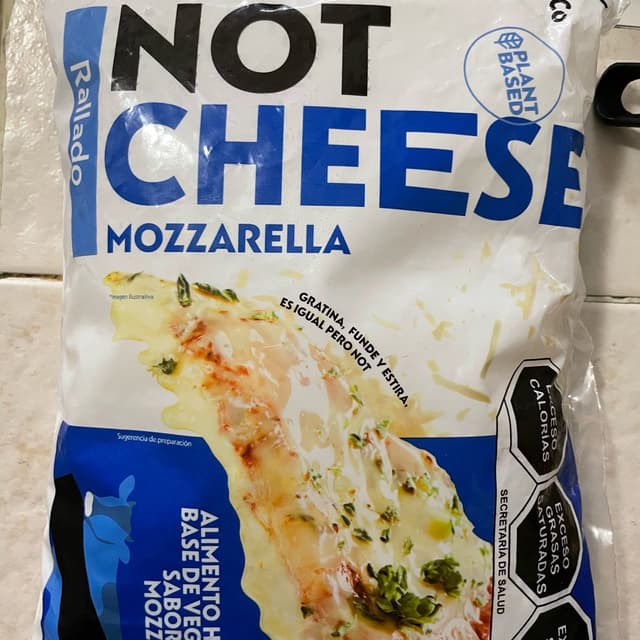 NOT
CHEESE
Rallado
PLANT
BASED
MOZZARELLA
Imagen ilustrativa
GRATINA, FUNDE Y ESTIRA,
ES IGUAL PERO NOT
Sugerencia de preparación
EXCESO
CALORÍAS
EXCESO
GRASAS
SATURADAS
SECRETARÍA DE SALUD
ALIMENTO
BASE DE VEG
SABOR
MOZZ